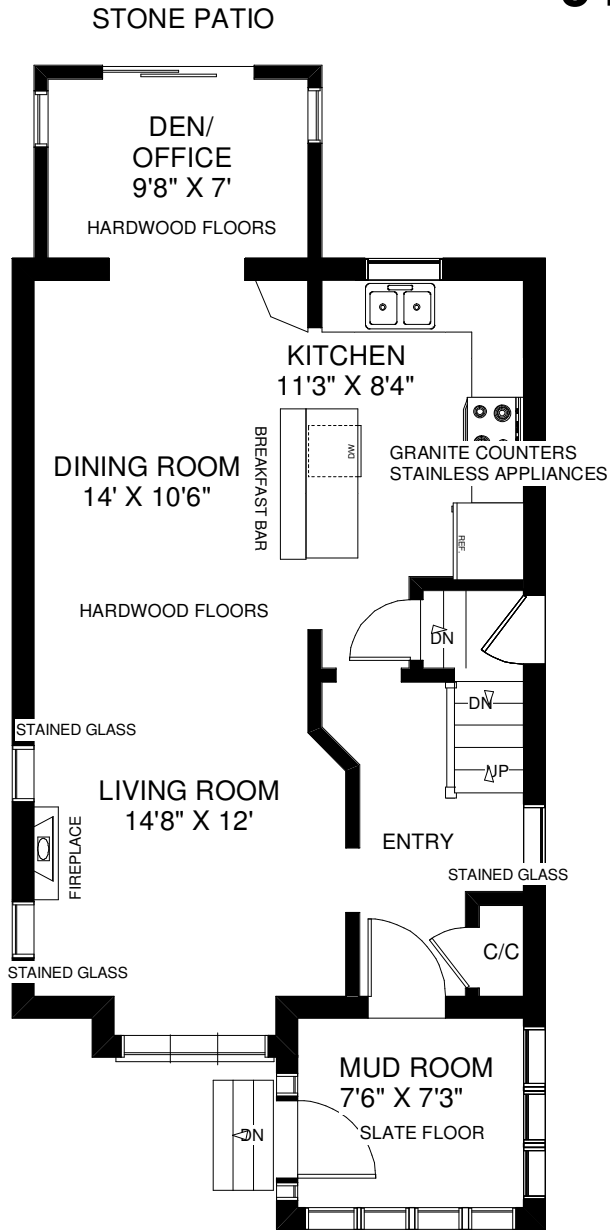 STONE PATIO
DEN/
OFFICE
9'8" X 7'
HARDWOOD FLOORS
KITCHEN
11'3" X 8'4"
BREAKFAST BAR
DW
GRANITE COUNTERS
STAINLESS APPLIANCES
REF.
DINING ROOM
14' X 10'6"
HARDWOOD FLOORS
DN
DN
UP
STAINED GLASS
LIVING ROOM
14'8" X 12'
FIREPLACE
ENTRY
STAINED GLASS
C/C
STAINED GLASS
MUD ROOM
7'6" X 7'3"
SLATE FLOOR
DN